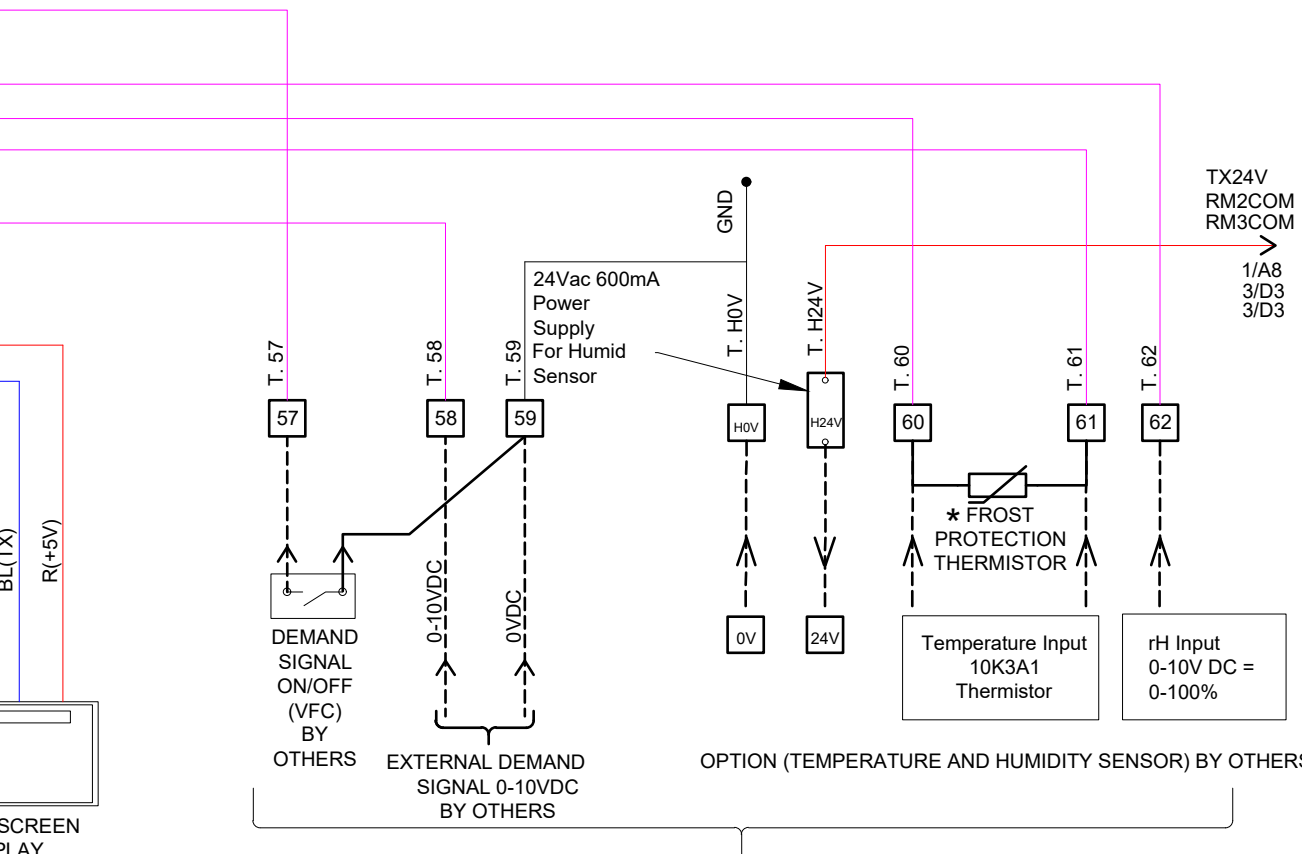 TX24V
RM2COM
RM3COM
1/A8
3/D3
3/D3
GND
24Vac 600mA
Power
Supply
For Humid
Sensor
T. 57
T. 58
T. 59
T. H0V
T. H24V
T. 60
T. 61
T. 62
57
58
59
H0V
H24V
60
61
62
BL(TX)
R(+5V)
0-10VDC
0VDC
* FROST
PROTECTION
THERMISTOR
0V
24V
DEMAND
SIGNAL
ON/OFF
(VFC)
BY
OTHERS
EXTERNAL DEMAND
SIGNAL 0-10VDC
BY OTHERS
Temperature Input
10K3A1
Thermistor
rH Input
0-10V DC =
0-100%
OPTION (TEMPERATURE AND HUMIDITY SENSOR) BY OTHERS
SCREEN
PLAY